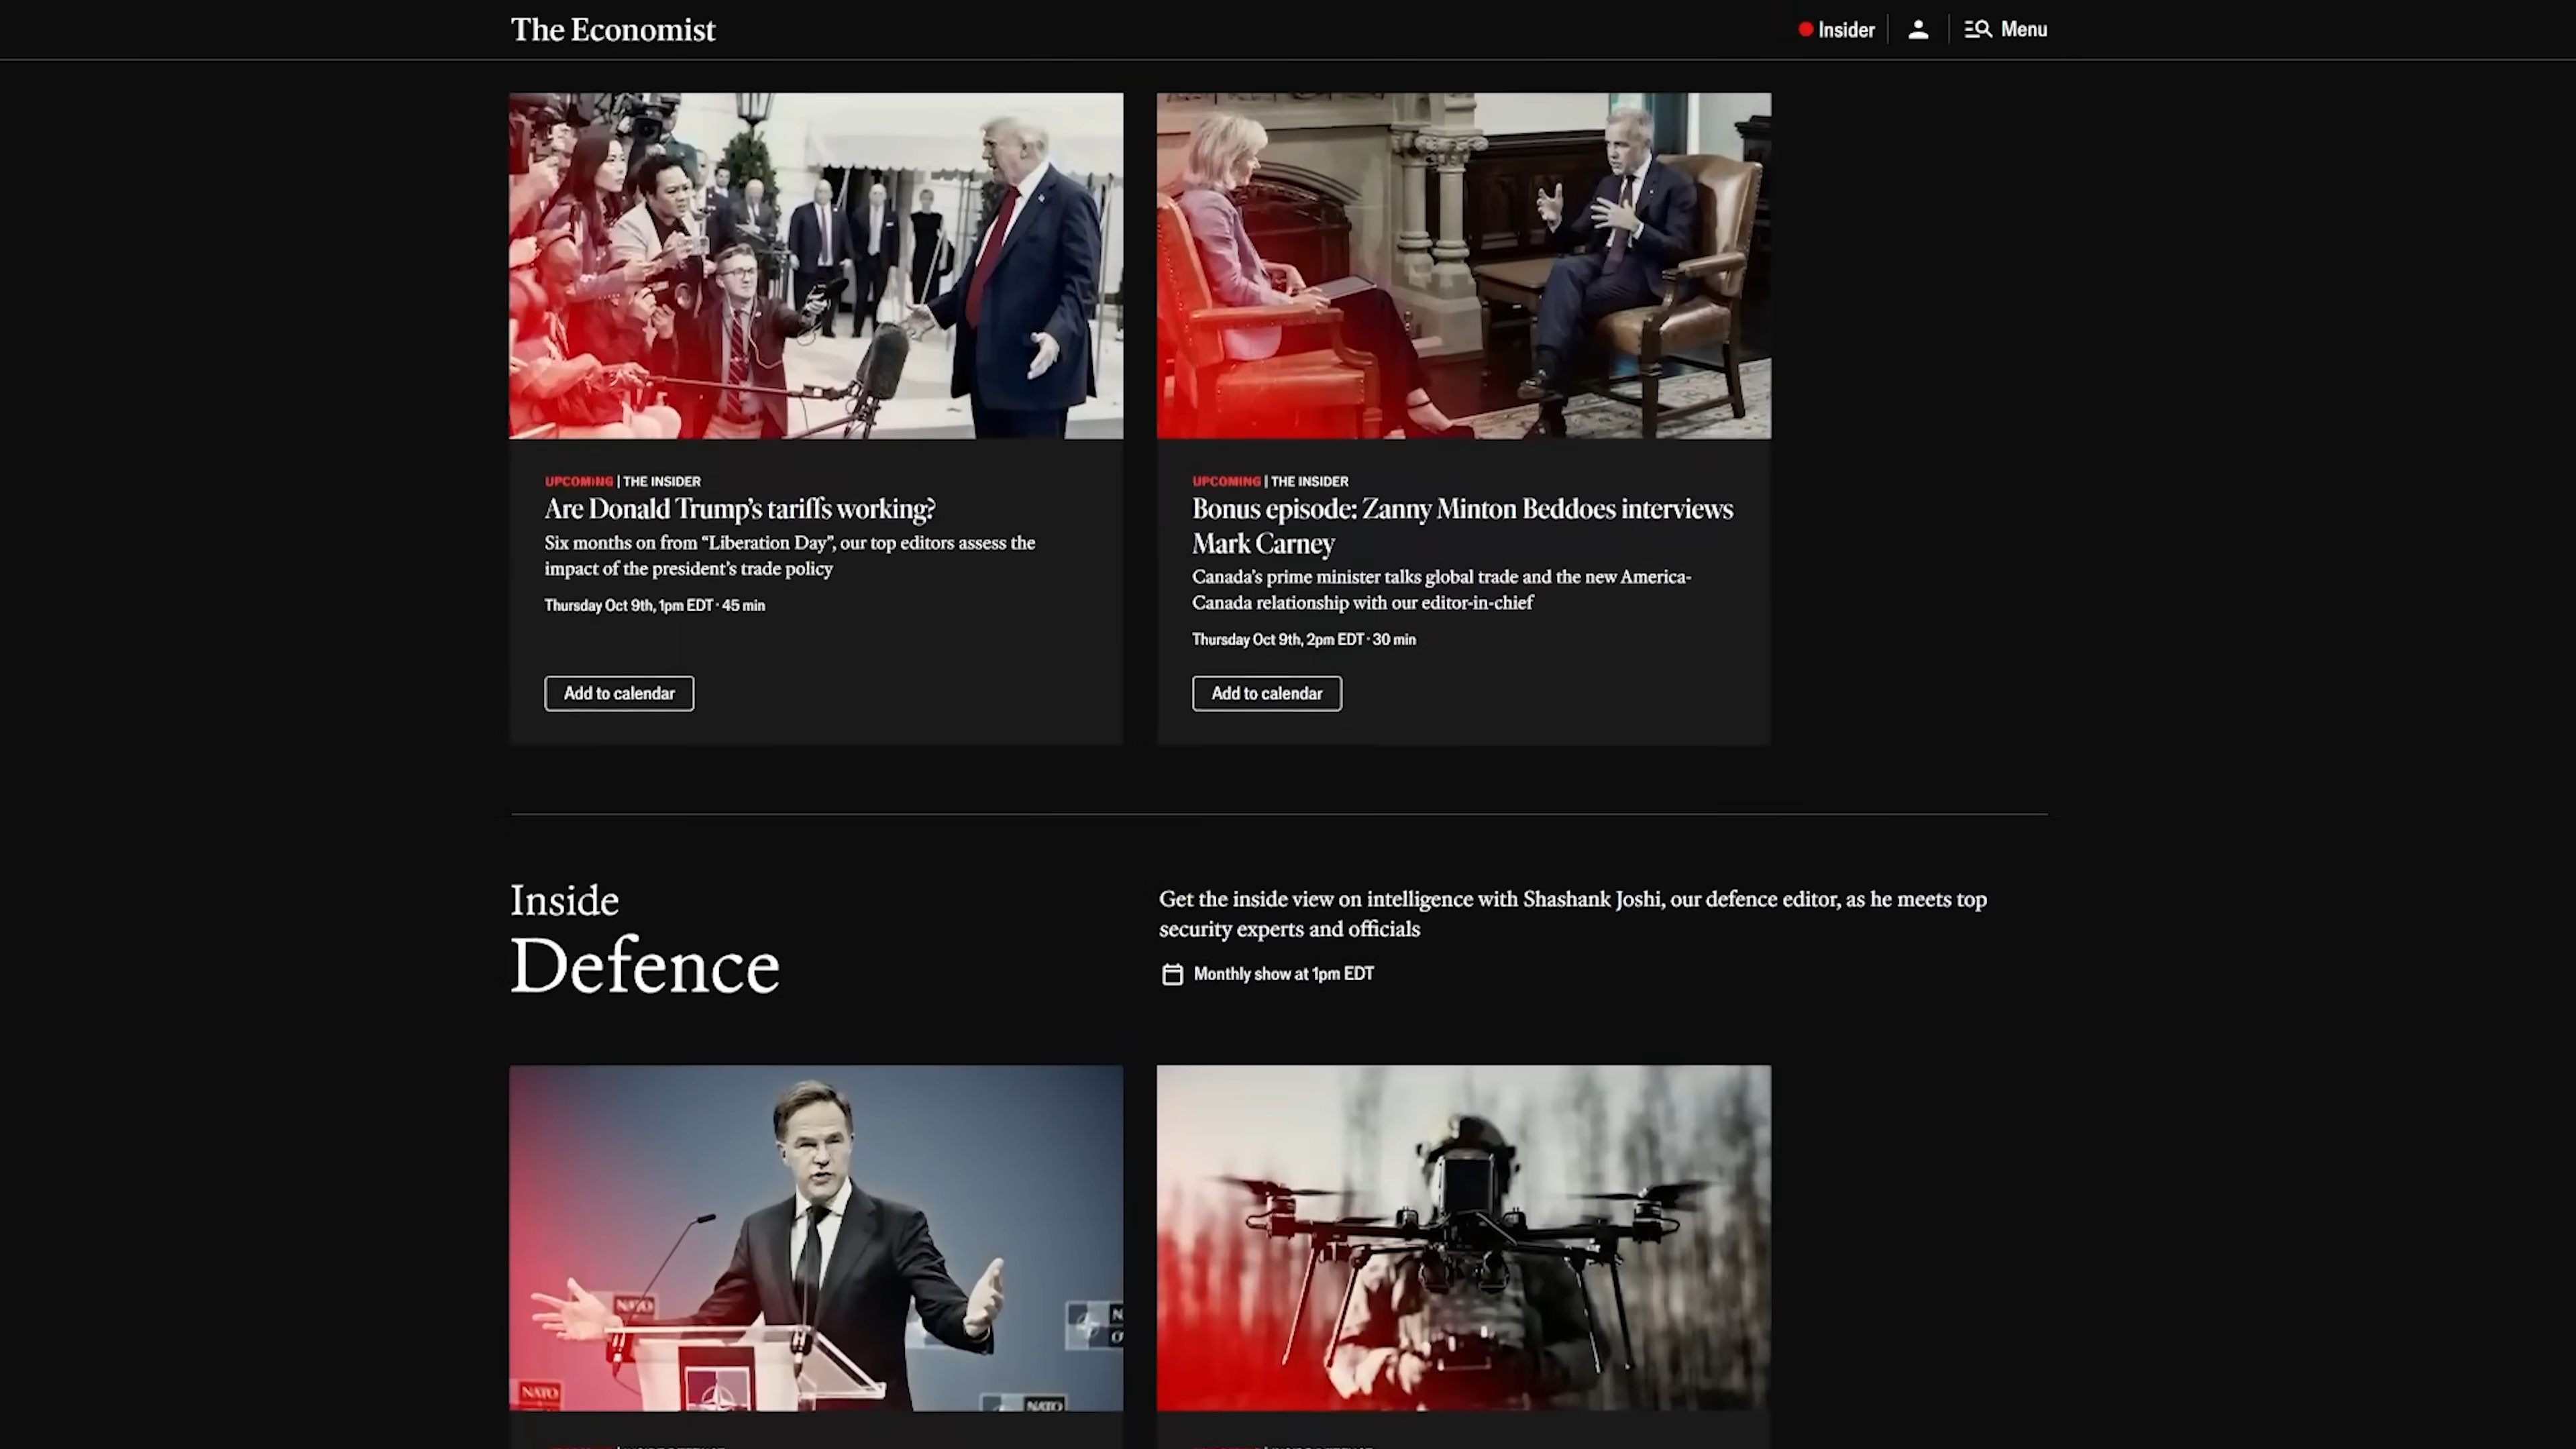 The Economist
Insider
Menu
UPCOMING | THE INSIDER
Are Donald Trump's tariffs working?
Six months on from “Liberation Day”, our top editors assess the
impact of the president's trade policy
Thursday Oct 9th, 1pm EDT · 45 min
Add to calendar
UPCOMING | THE INSIDER
Bonus episode: Zanny Minton Beddoes interviews
Mark Carney
Canada's prime minister talks global trade and the new America-
Canada relationship with our editor-in-chief
Thursday Oct 9th, 2pm EDT · 30 min
Add to calendar
Inside
Defence
Get the inside view on intelligence with Shashank Joshi, our defence editor, as he meets top
security experts and officials
Monthly show at 1pm EDT
NATO
NATO
NATO